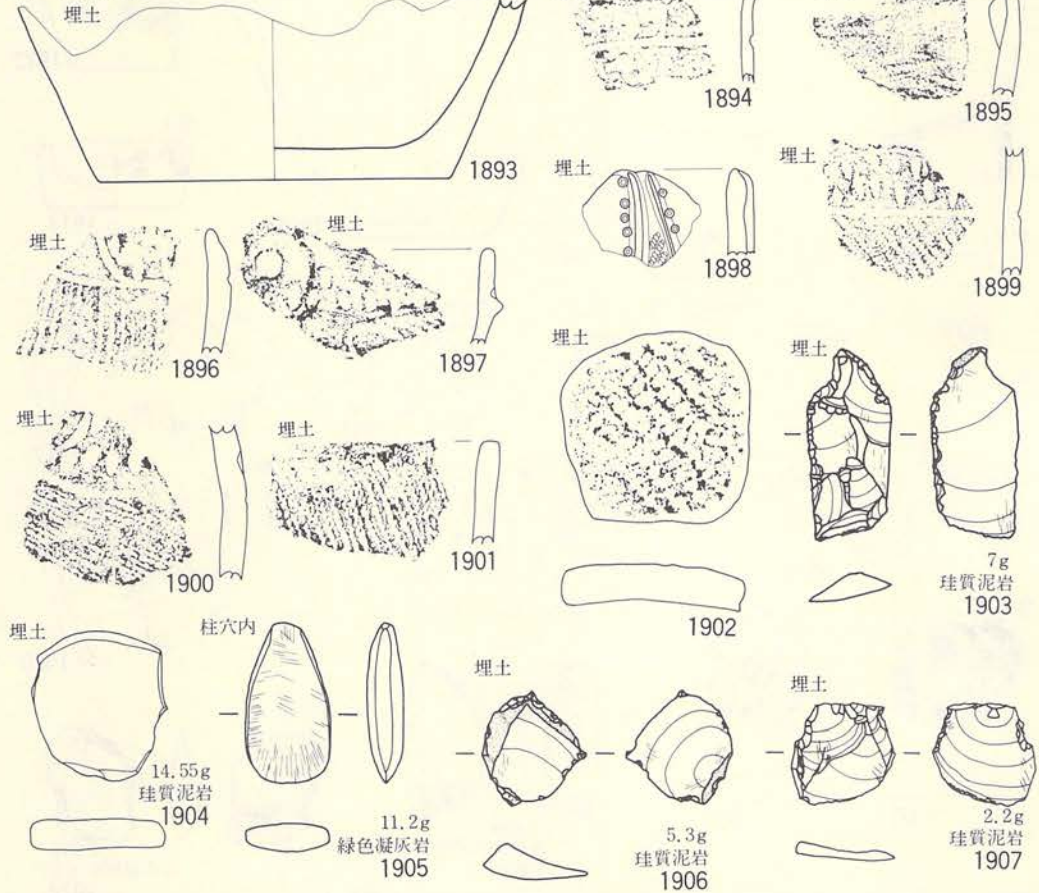 埋土
1893
1894
1895
埋土
1898
埋土
1899
埋土
1896
埋土
1897
埋土
1900
埋土
1901
埋土
1902
埋土
7g
珪質泥岩
1903
埋土
14.55g
珪質泥岩
1904
柱穴内
11.2g
緑色凝灰岩
1905
埋土
5.3g
珪質泥岩
1906
埋土
2.2g
珪質泥岩
1907